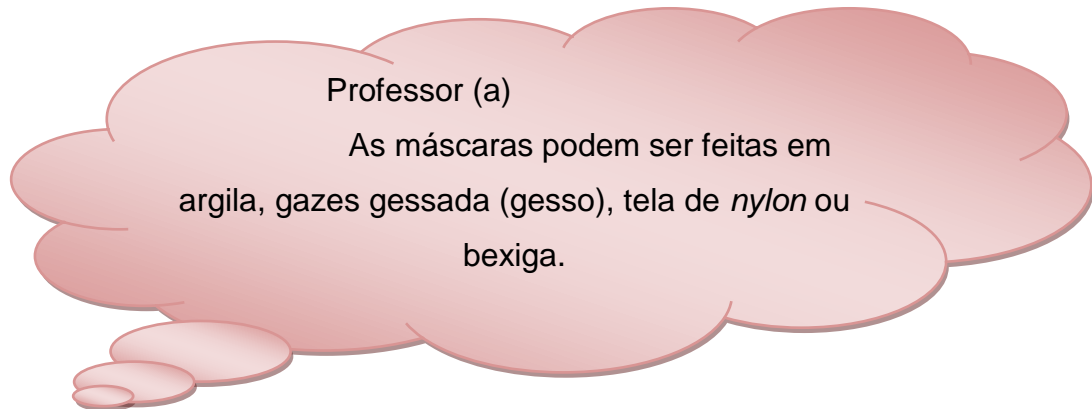 Professor (a)
As máscaras podem ser feitas em
argila, gazes gessada (gesso), tela de nylon ou
bexiga.